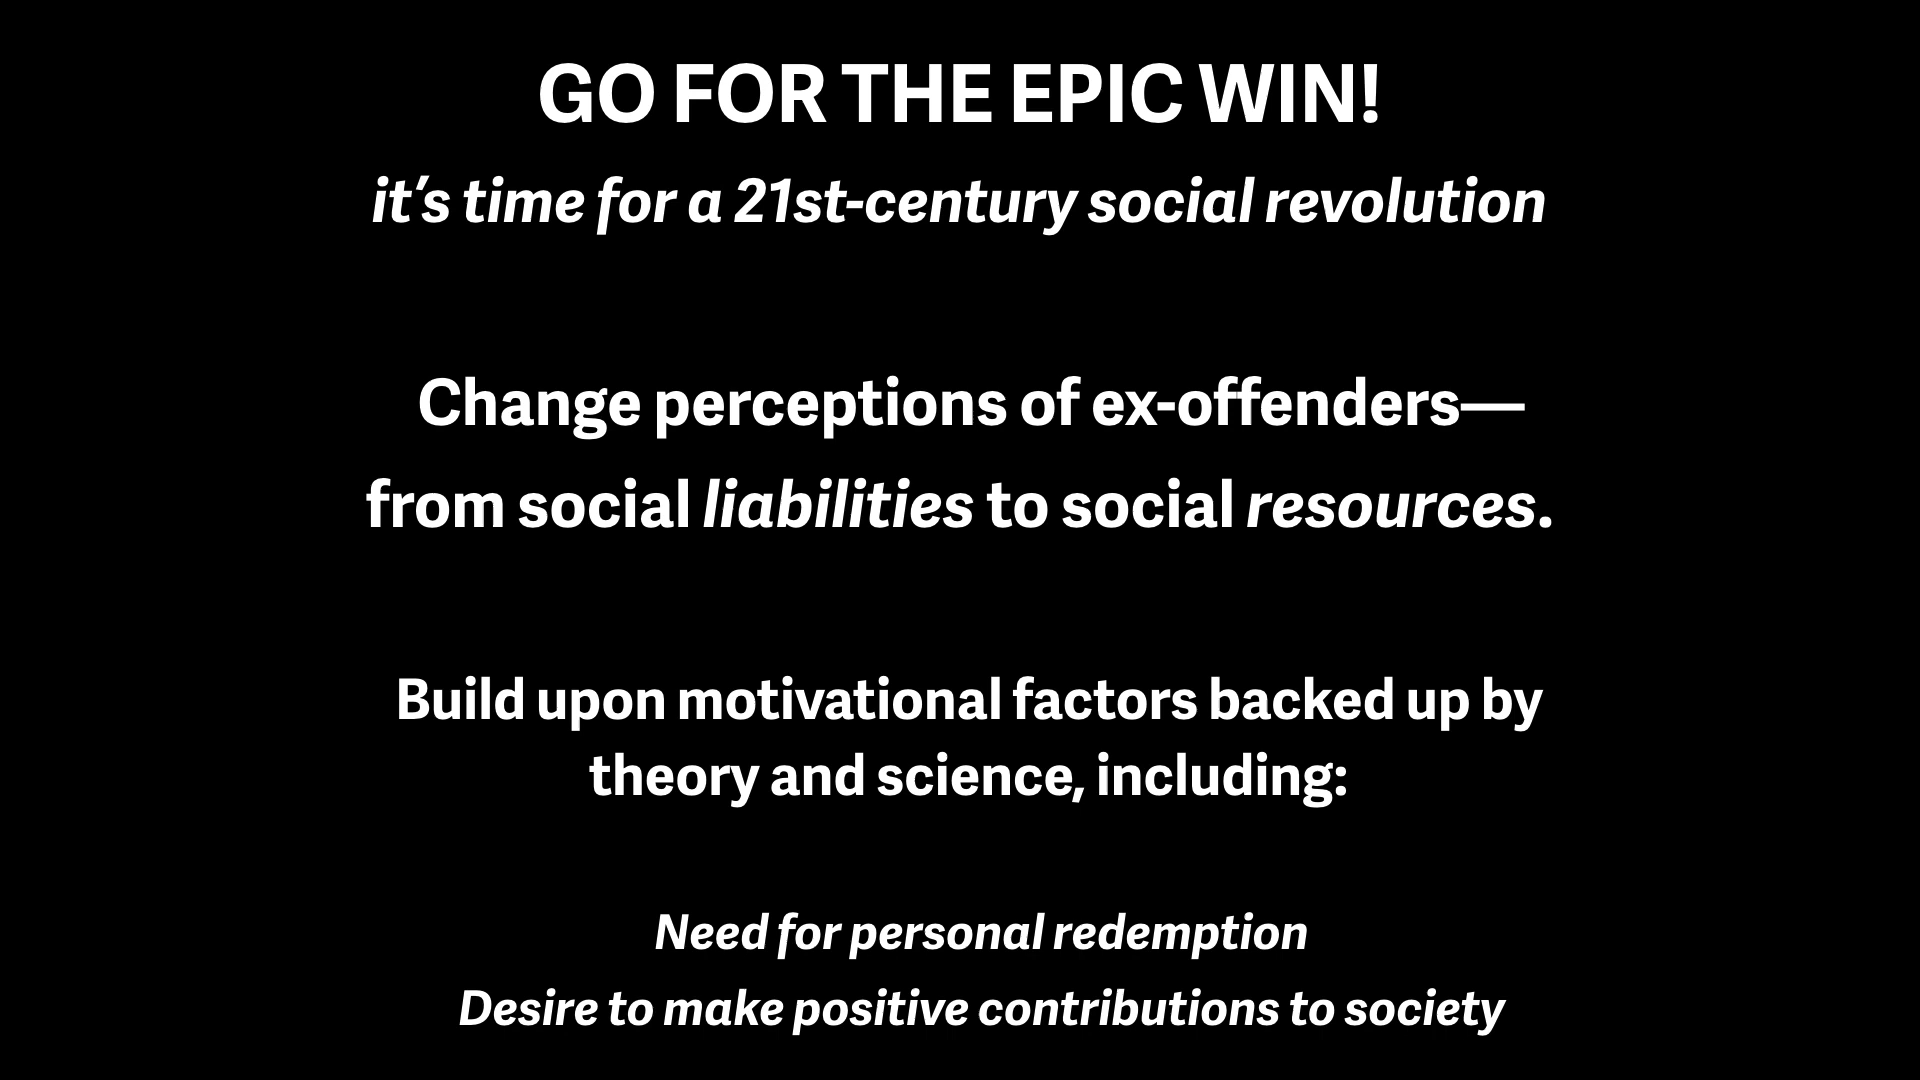 GO FOR THE EPIC WIN!
it’s time for a 21st-century social revolution
Change perceptions of ex-offenders—
from social liabilities to social resources.
Build upon motivational factors backed up by
theory and science, including:
Need for personal redemption
Desire to make positive contributions to society